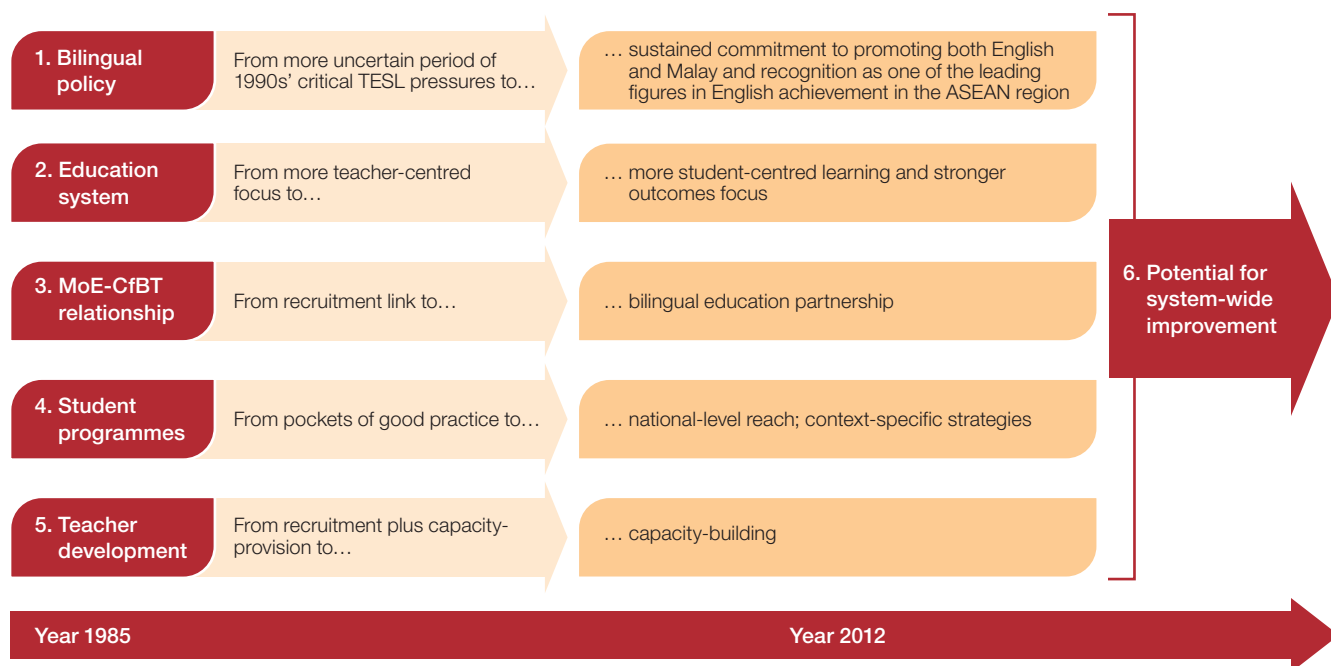 1. Bilingual
policy
From more uncertain period of
1990s’ critical TESL pressures to…
… sustained commitment to promoting both English
and Malay and recognition as one of the leading
figures in English achievement in the ASEAN region
2. Education
system
From more teacher-centred
focus to…
… more student-centred learning and stronger
outcomes focus
3. MoE-CfBT
relationship
From recruitment link to…
… bilingual education partnership
4. Student
programmes
From pockets of good practice to…
… national-level reach; context-specific strategies
5. Teacher
development
From recruitment plus capacity-
provision to…
… capacity-building
6. Potential for
system-wide
improvement
Year 1985
Year 2012